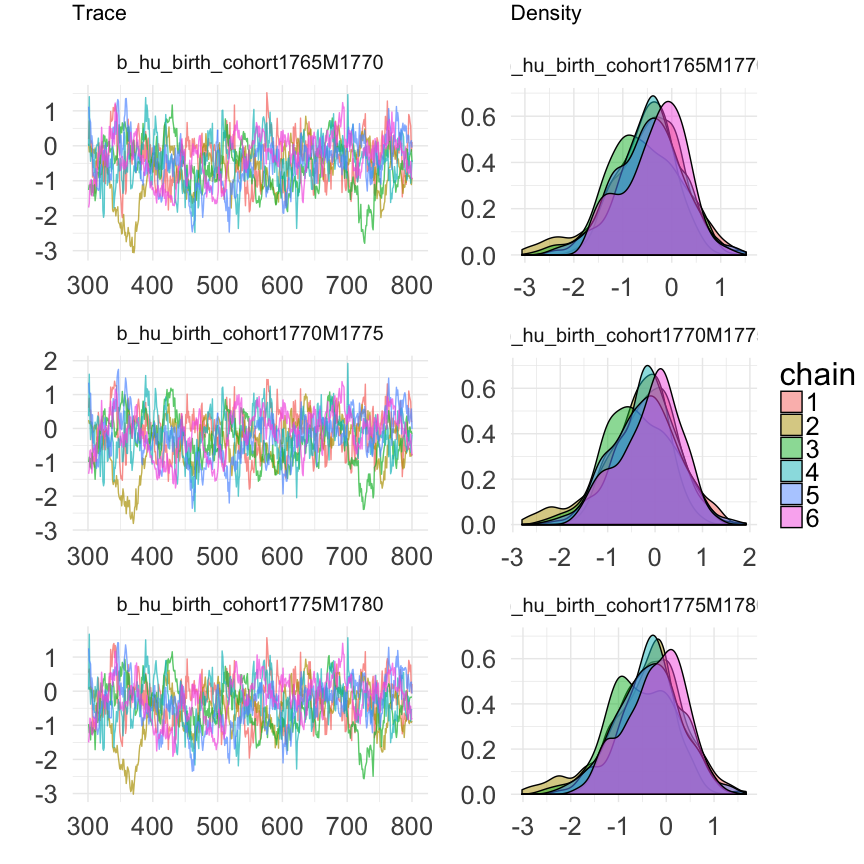 Trace
Density
b_hu_birth_cohort1765M1770
_hu_birth_cohort1765M177
1
0
-1
-2
-3
300 400 500 600 700 800
0.6
0.4
0.2
0.0
-3 -2 -1 0 1
b_hu_birth_cohort1770M1775
_hu_birth_cohort1770M177
2
1
0
-1
-2
-3
300 400 500 600 700 800
0.6
0.4
0.2
0.0
-3 -2 -1 0 1 2
b_hu_birth_cohort1775M1780
_hu_birth_cohort1775M178
1
0
-1
-2
-3
300 400 500 600 700 800
0.6
0.4
0.2
0.0
-3 -2 -1 0 1
chain
1
2
3
4
5
6